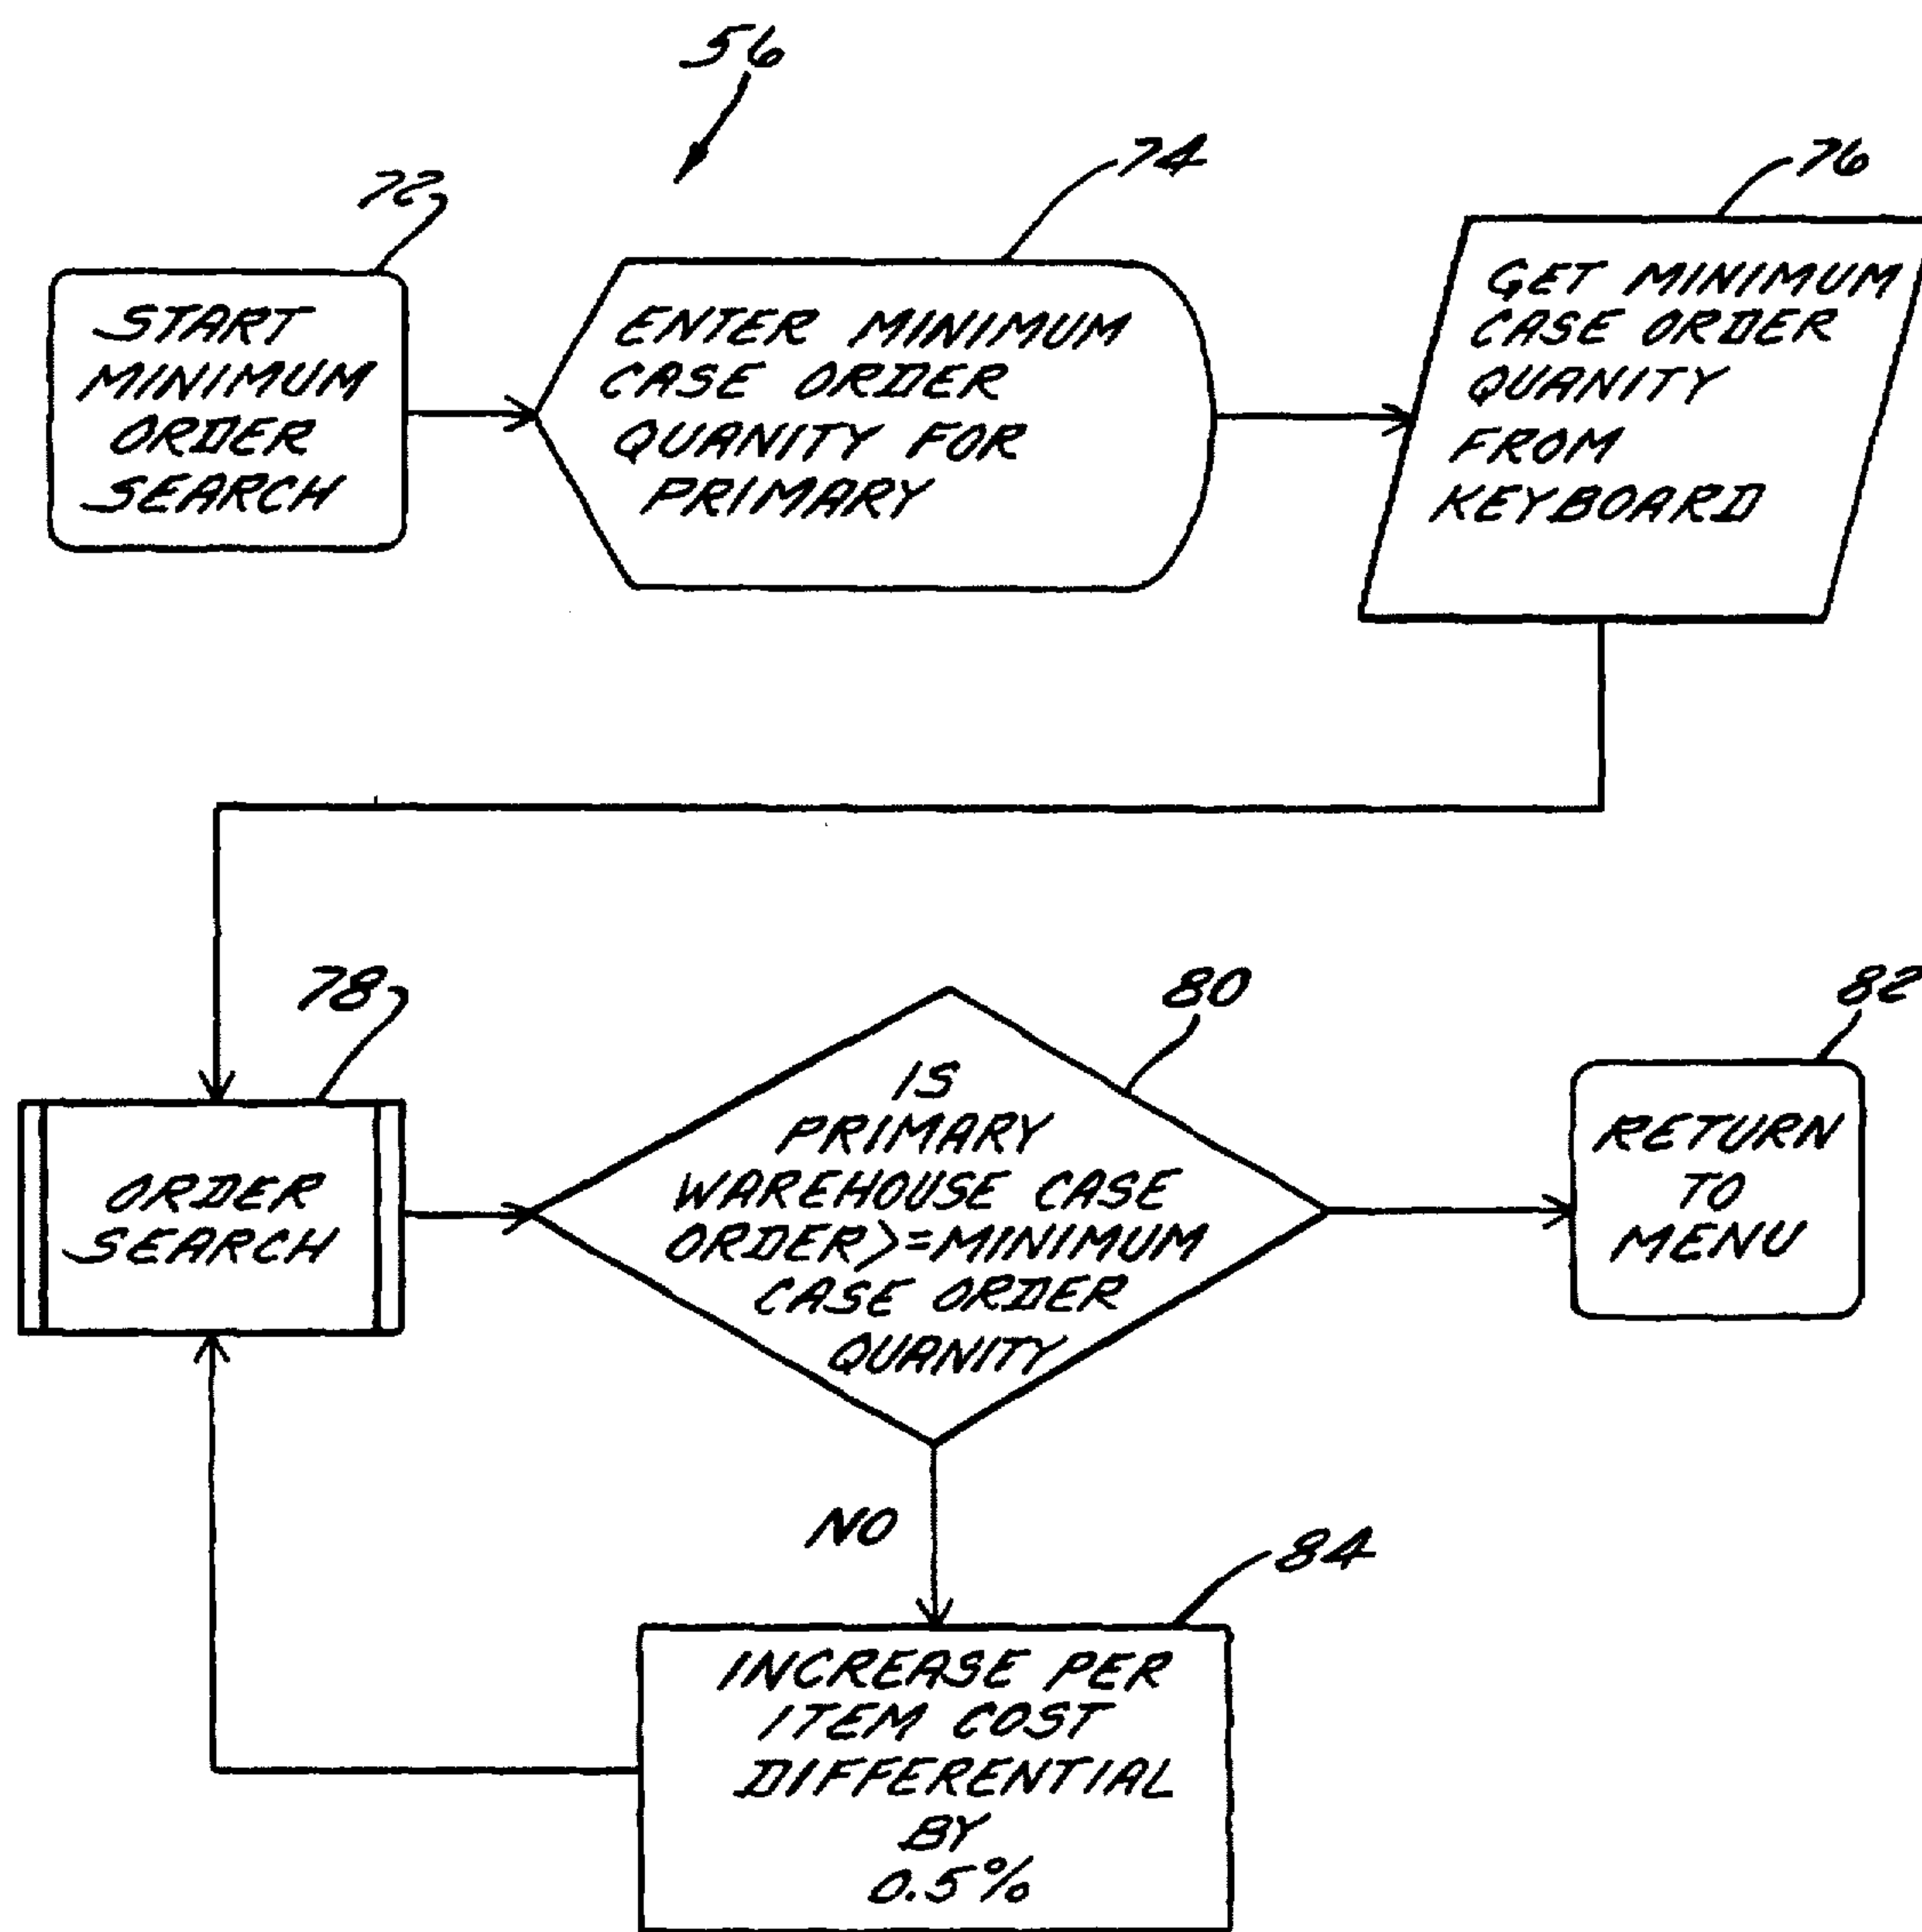 56
72
START
MINIMUM
ORDER
SEARCH
74
ENTER MINIMUM
CASE ORDER
QUANITY FOR
PRIMARY
76
GET MINIMUM
CASE ORDER
QUANITY
FROM
KEYBOARD
78
ORDER
SEARCH
80
IS
PRIMARY
WAREHOUSE CASE
ORDER>=MINIMUM
CASE ORDER
QUANITY
82
RETURN
TO
MENU
NO
84
INCREASE PER
ITEM COST
DIFFERENTIAL
BY
0.5%